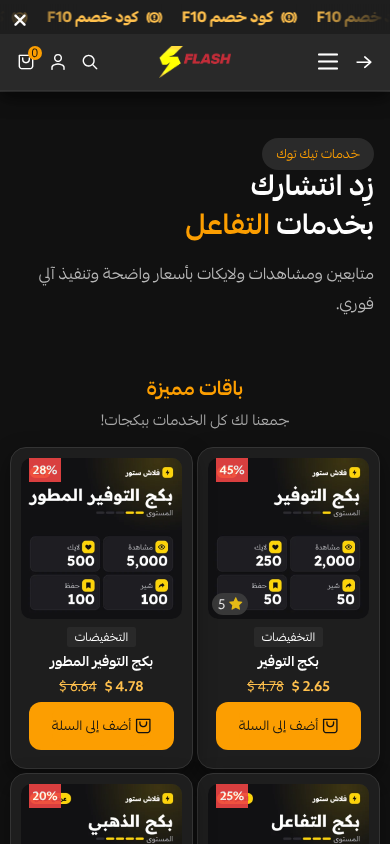 كود خصم F10
كود خصم F10
كود خصم F10
0
FLASH
خدمات تيك توك
زِد انتشارك
بخدمات التفاعل
متابعين ومشاهدات ولايكات بأسعار واضحة وتنفيذ آلي
فوري.
باقات مميزة
جمعنا لك كل الخدمات ببكجات!
45%
فلاش ستور
بكج التوفير
المستوى
مشاهدة
2,000
لايك
250
شير
50
حفظ
50
5
التخفيضات
بكج التوفير
$ 4.78 $ 2.65
أضف إلى السلة
28%
فلاش ستور
بكج التوفير المطور
المستوى
مشاهدة
5,000
لايك
500
شير
100
حفظ
100
التخفيضات
بكج التوفير المطور
$ 6.64 $ 4.78
أضف إلى السلة
25%
فلاش ستور
بكج التفاعل
20%
فلاش ستور
بكج الذهبي